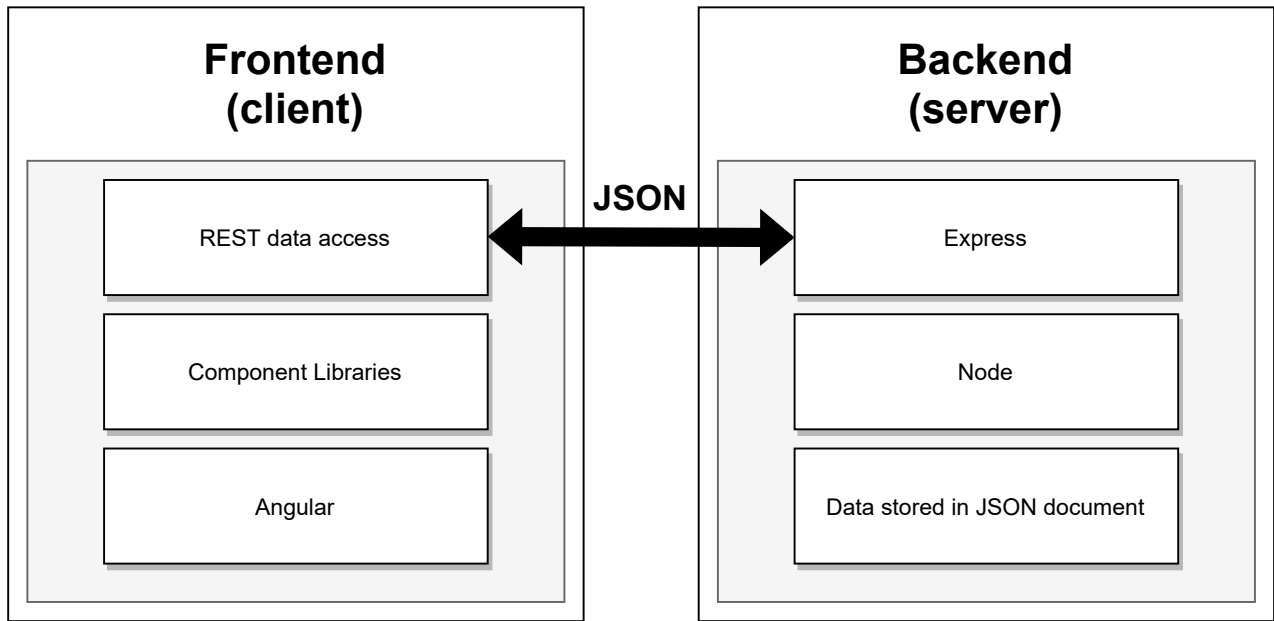 Frontend
(client)
REST data access
Component Libraries
Angular
JSON
Backend
(server)
Express
Node
Data stored in JSON document